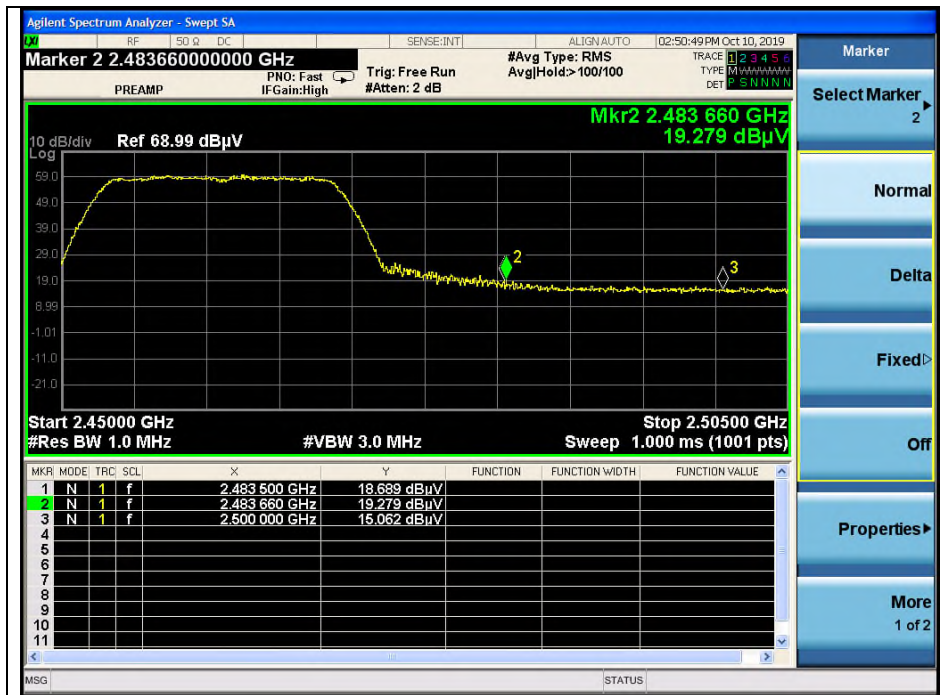 Agilent Spectrum Analyzer - Swept SA
LXI RF 50 Ω DC SENSE:INT ALIGN AUTO 02:50:49 PM Oct 10, 2019
Marker 2 2.483660000000 GHz
PREAMP
PNO: Fast
IFGain:High
Trig: Free Run
#Atten: 2 dB
#Avg Type: RMS
Avg|Hold:>100/100
TRACE 1 2 3 4 5 6
TYPE M WWWWW
DET P S N N N N
Mkr2 2.483 660 GHz
19.279 dBµV
10 dB/div Ref 68.99 dBµV
Log
59.0
49.0
39.0
29.0
19.0
8.99
-1.01
-11.0
-21.0
2
3
Start 2.45000 GHz Stop 2.50500 GHz
#Res BW 1.0 MHz #VBW 3.0 MHz Sweep 1.000 ms (1001 pts)
MKR MODE TRC SCL X Y FUNCTION FUNCTION WIDTH FUNCTION VALUE
1 N 1 f 2.483 500 GHz 18.689 dBµV
2 N 1 f 2.483 660 GHz 19.279 dBµV
3 N 1 f 2.500 000 GHz 15.062 dBµV
4
5
6
7
8
9
10
11
MSG STATUS
Marker
Select Marker
2
Normal
Delta
Fixed
Off
Properties
More
1 of 2